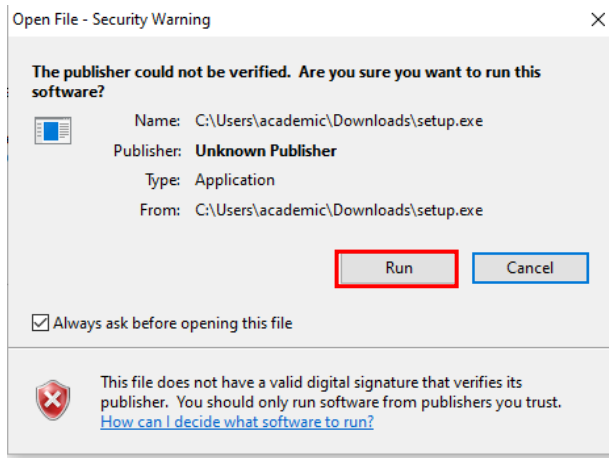 Open File - Security Warning
The publisher could not be verified.  Are you sure you want to run this
software?
Name: C:\Users\academic\Downloads\setup.exe
Publisher: Unknown Publisher
Type: Application
From: C:\Users\academic\Downloads\setup.exe
Run Cancel
Always ask before opening this file
This file does not have a valid digital signature that verifies its
publisher.  You should only run software from publishers you trust.
How can I decide what software to run?